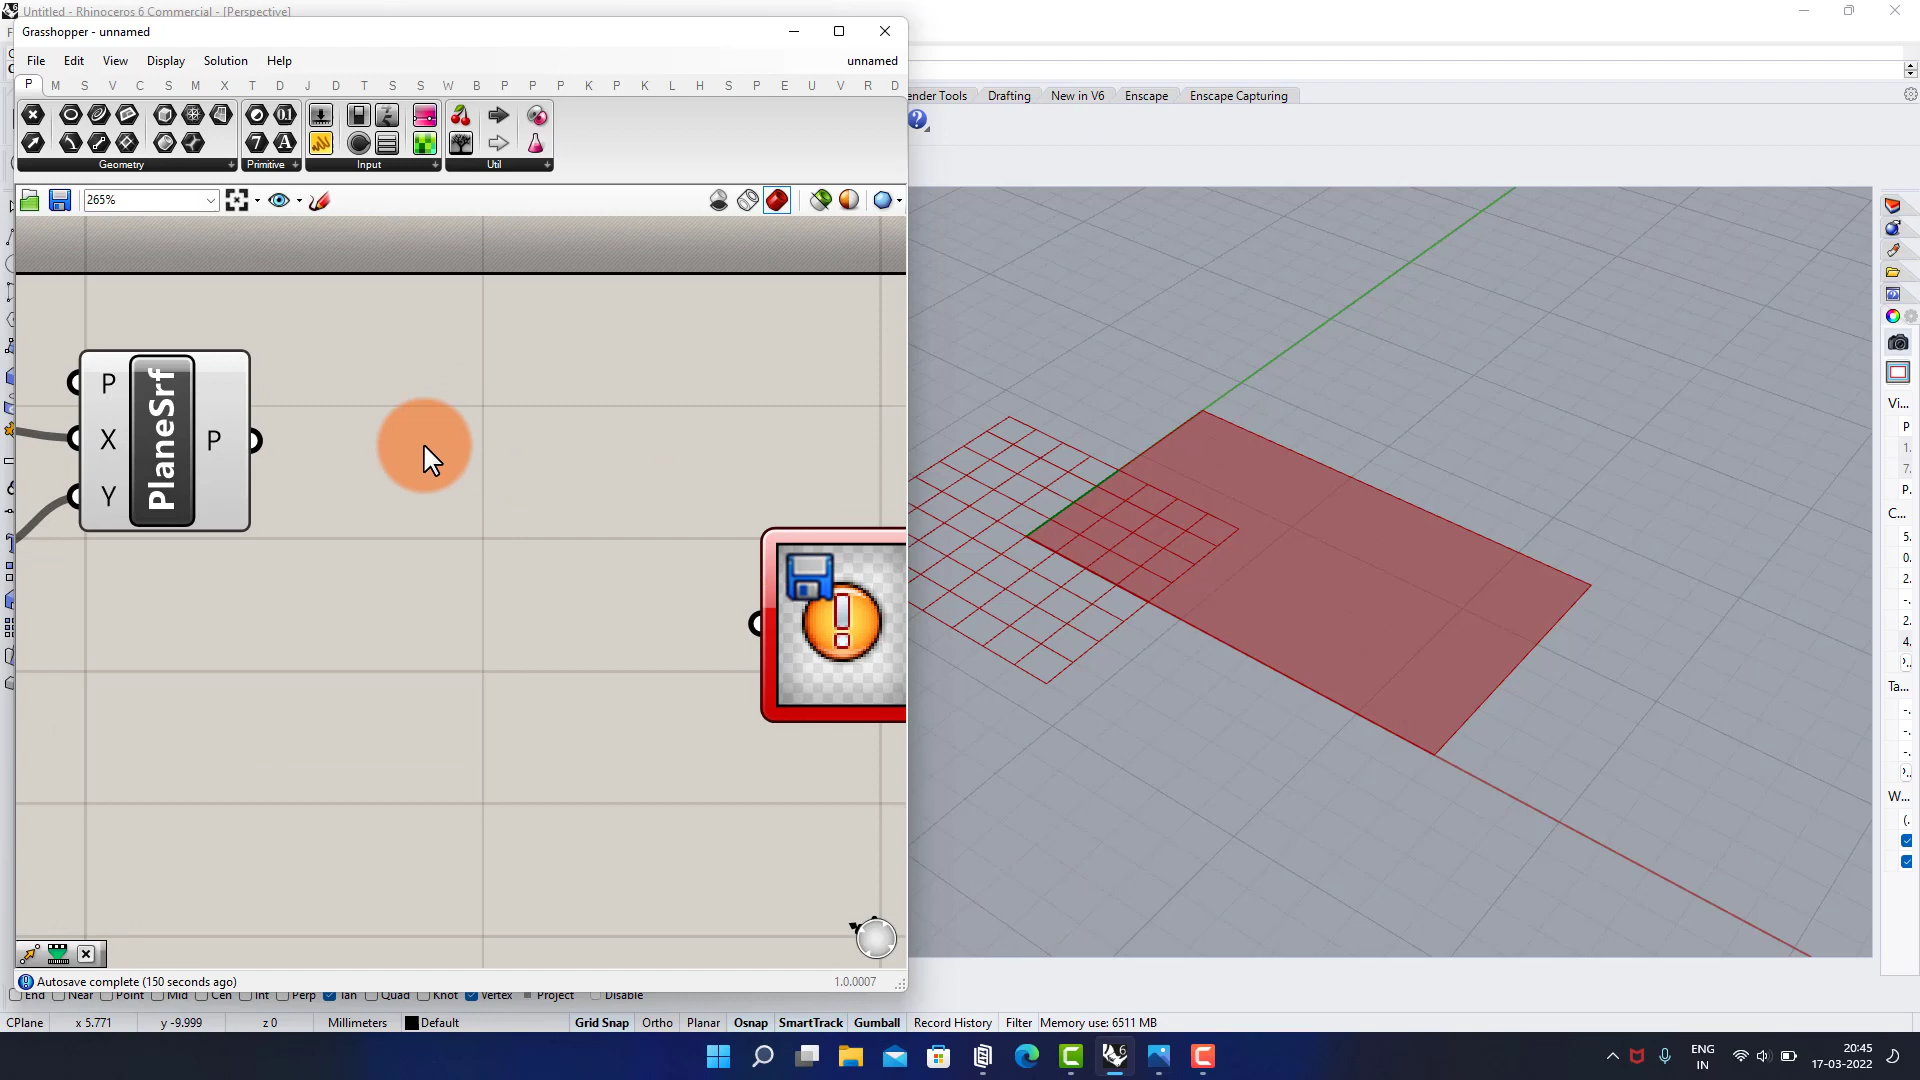 Untitled - Rhinoceros 6 Commercial - [Perspective]
Grasshopper - unnamed
File Edit View Display Solution Help
unnamed
P M S V C S M X T D J D T S S W B P P P K P K L H S P E U V R D
Geometry
Primitive
Input
Util
265%
ender Tools Drafting New in V6 Enscape Enscape Capturing
P
X
Y
PlaneSrf
P
Vi...
P
1.
7.
P.
C...
5.
0.
2.
-.
2.
4.
Ta...
-.
-.
-.
W...
(.
Autosave complete (150 seconds ago)
1.0.0007
End Near Point Mid Cen Int Perp Tan Quad Knot Vertex Project Disable
CPlane x 5.771 y -9.999 z 0 Millimeters Default Grid Snap Ortho Planar Osnap SmartTrack Gumball Record History Filter Memory use: 6511 MB
ENG
IN
20:45
17-03-2022